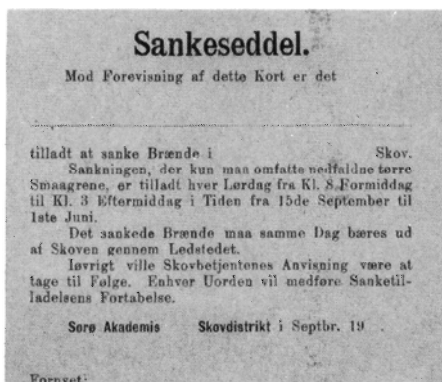 Sankeseddel.
Mod Forevisning af dette Kort er det
tilladt at sanke Brænde i Skov.
Sankningen, der kun maa omfatte nedfaldne tørre
Smaagrene, er tilladt hver Lørdag fra Kl. 8 Formiddag
til Kl. 3 Eftermiddag i Tiden fra 15de September til
1ste Juni.
Det sankede Brænde maa samme Dag bæres ud
af Skoven gennem Ledstedet.
Iøvrigt ville Skovbetjentenes Anvisning være at
tage til Følge. Enhver Uorden vil medføre Sanketil-
ladelsens Fortabelse.
Sorø Akademis Skovdistrikt i Septbr. 19 .
Fornyet: